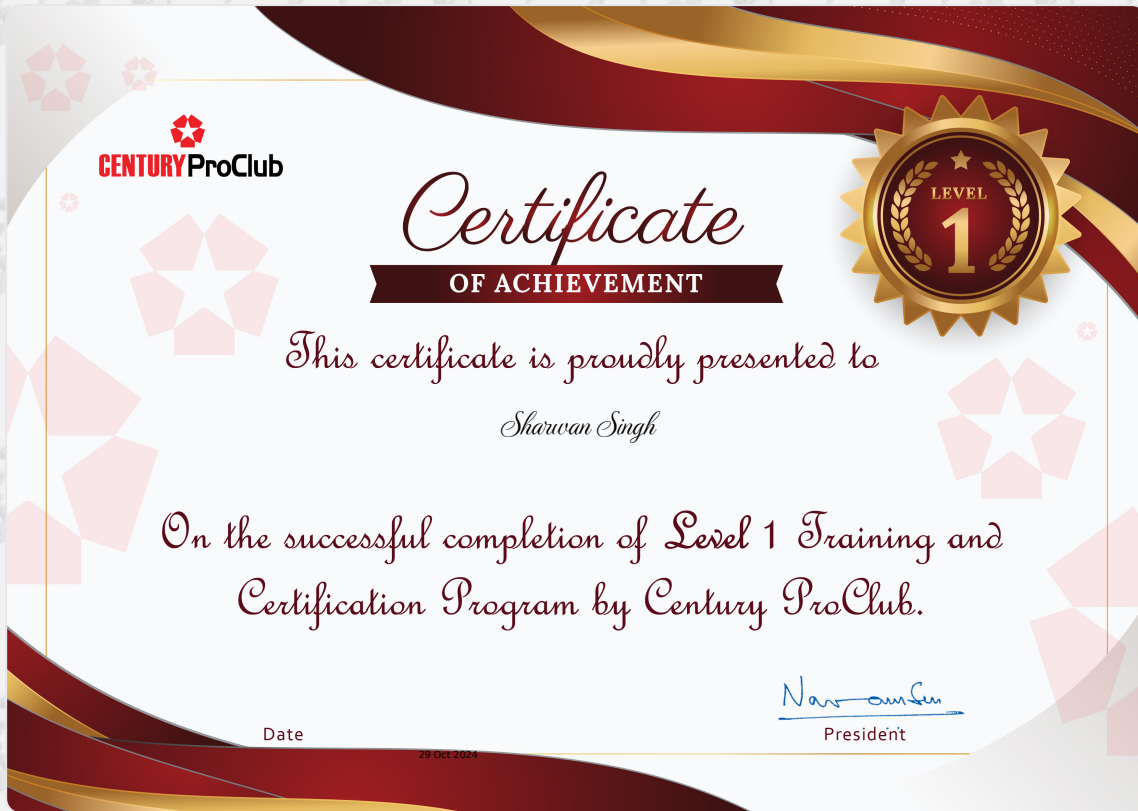 CENTURY ProClub
LEVEL
1
Certificate
OF ACHIEVEMENT
This certificate is proudly presented to
Sharwan Singh
On the successful completion of Level 1 Training and
Certification Program by Century ProClub.
Date
President
29 Oct 2024